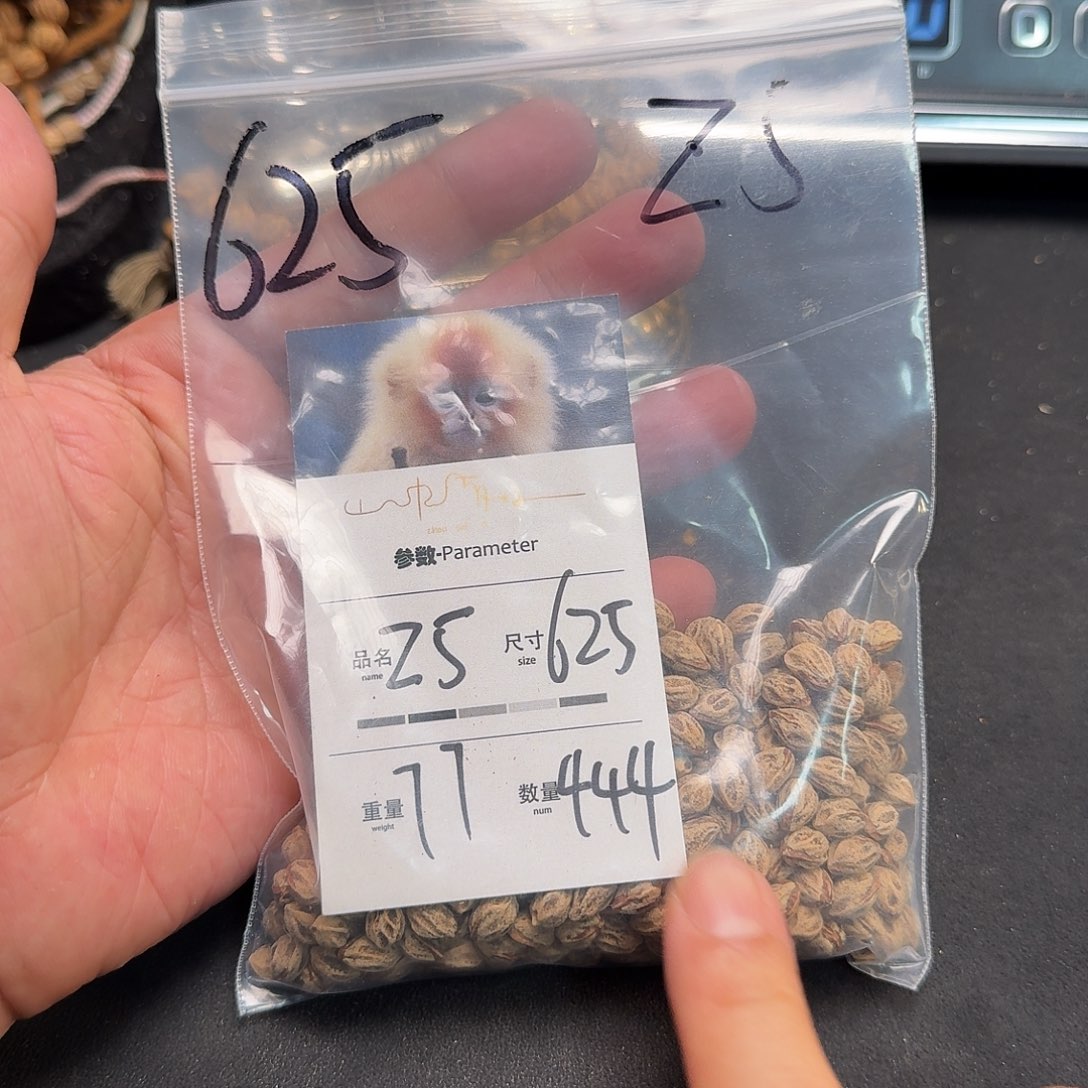 625 ZJ
参数-Parameter
品名 ZJ 尺寸 625
name size
重量 77 数量 444
weight num